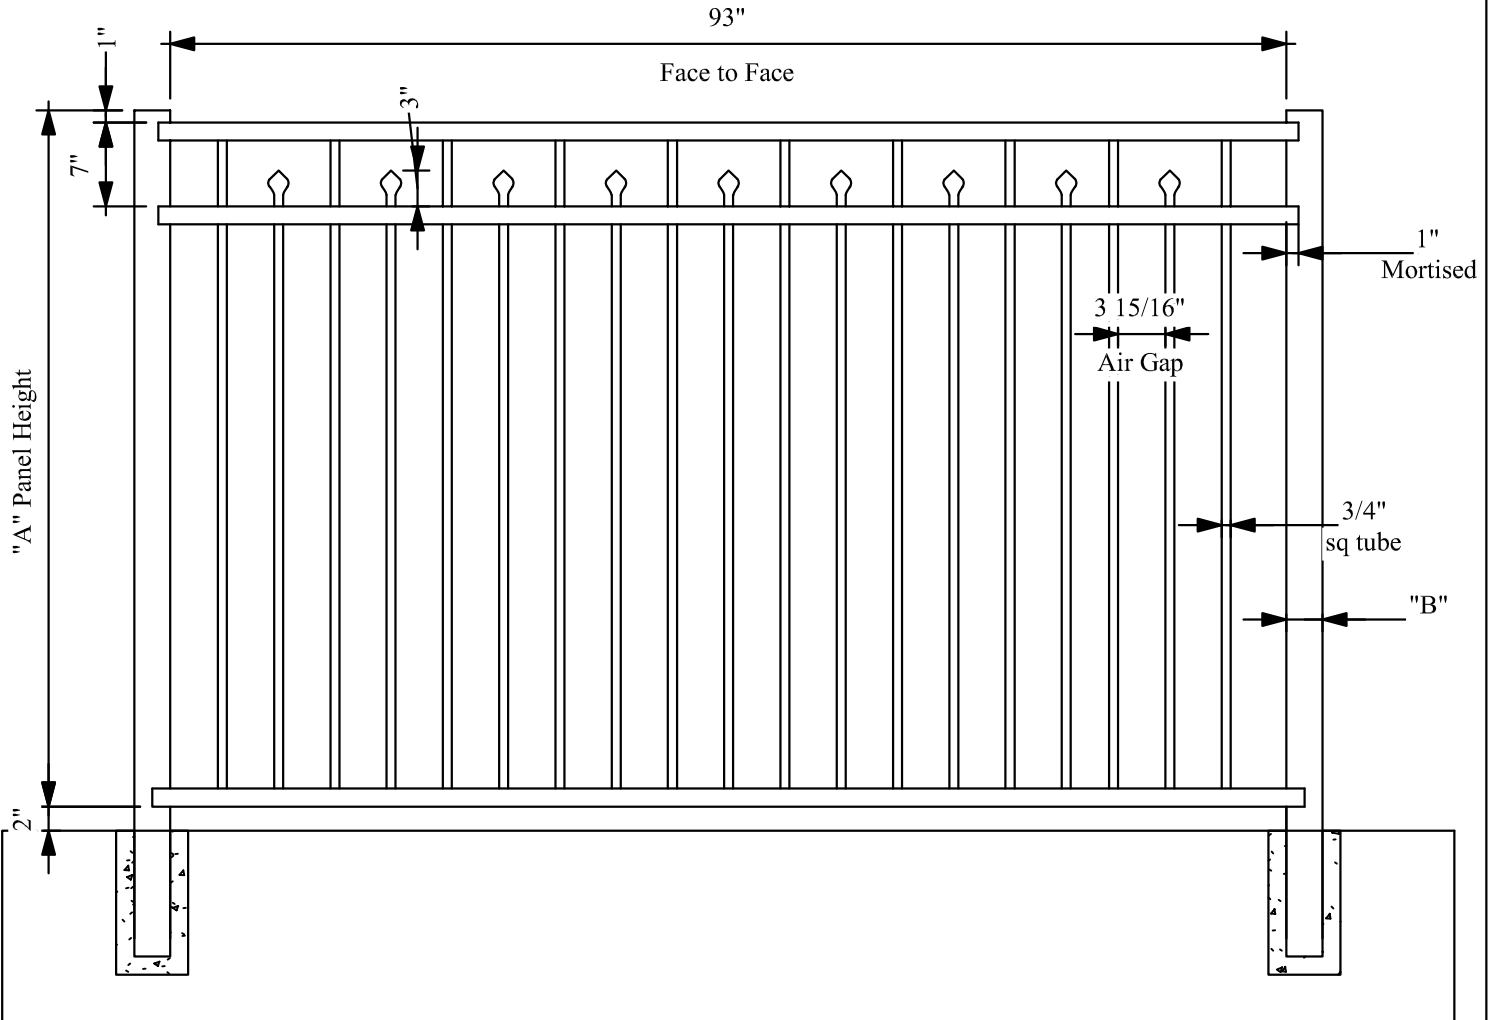 93"
Face to Face
1"
3"
7"
1"
Mortised
3 15/16"
Air Gap
"A" Panel Height
3/4"
sq tube
"B"
2"